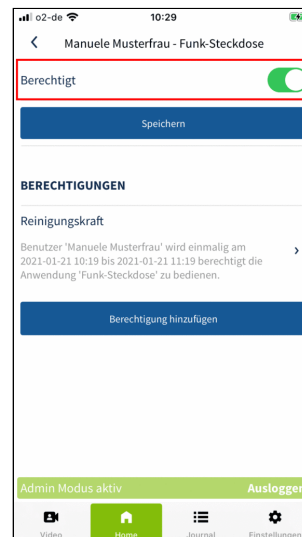 o2-de 10:29
Manuele Musterfrau - Funk-Steckdose
Berechtigt
Speichern
BERECHTIGUNGEN
Reinigungskraft
Benutzer 'Manuele Musterfrau' wird einmalig am
2021-01-21 10:19 bis 2021-01-21 11:19 berechtigt die
Anwendung 'Funk-Steckdose' zu bedienen.
Berechtigung hinzufügen
Admin Modus aktiv Ausloggen
Video Home Journal Einstellungen